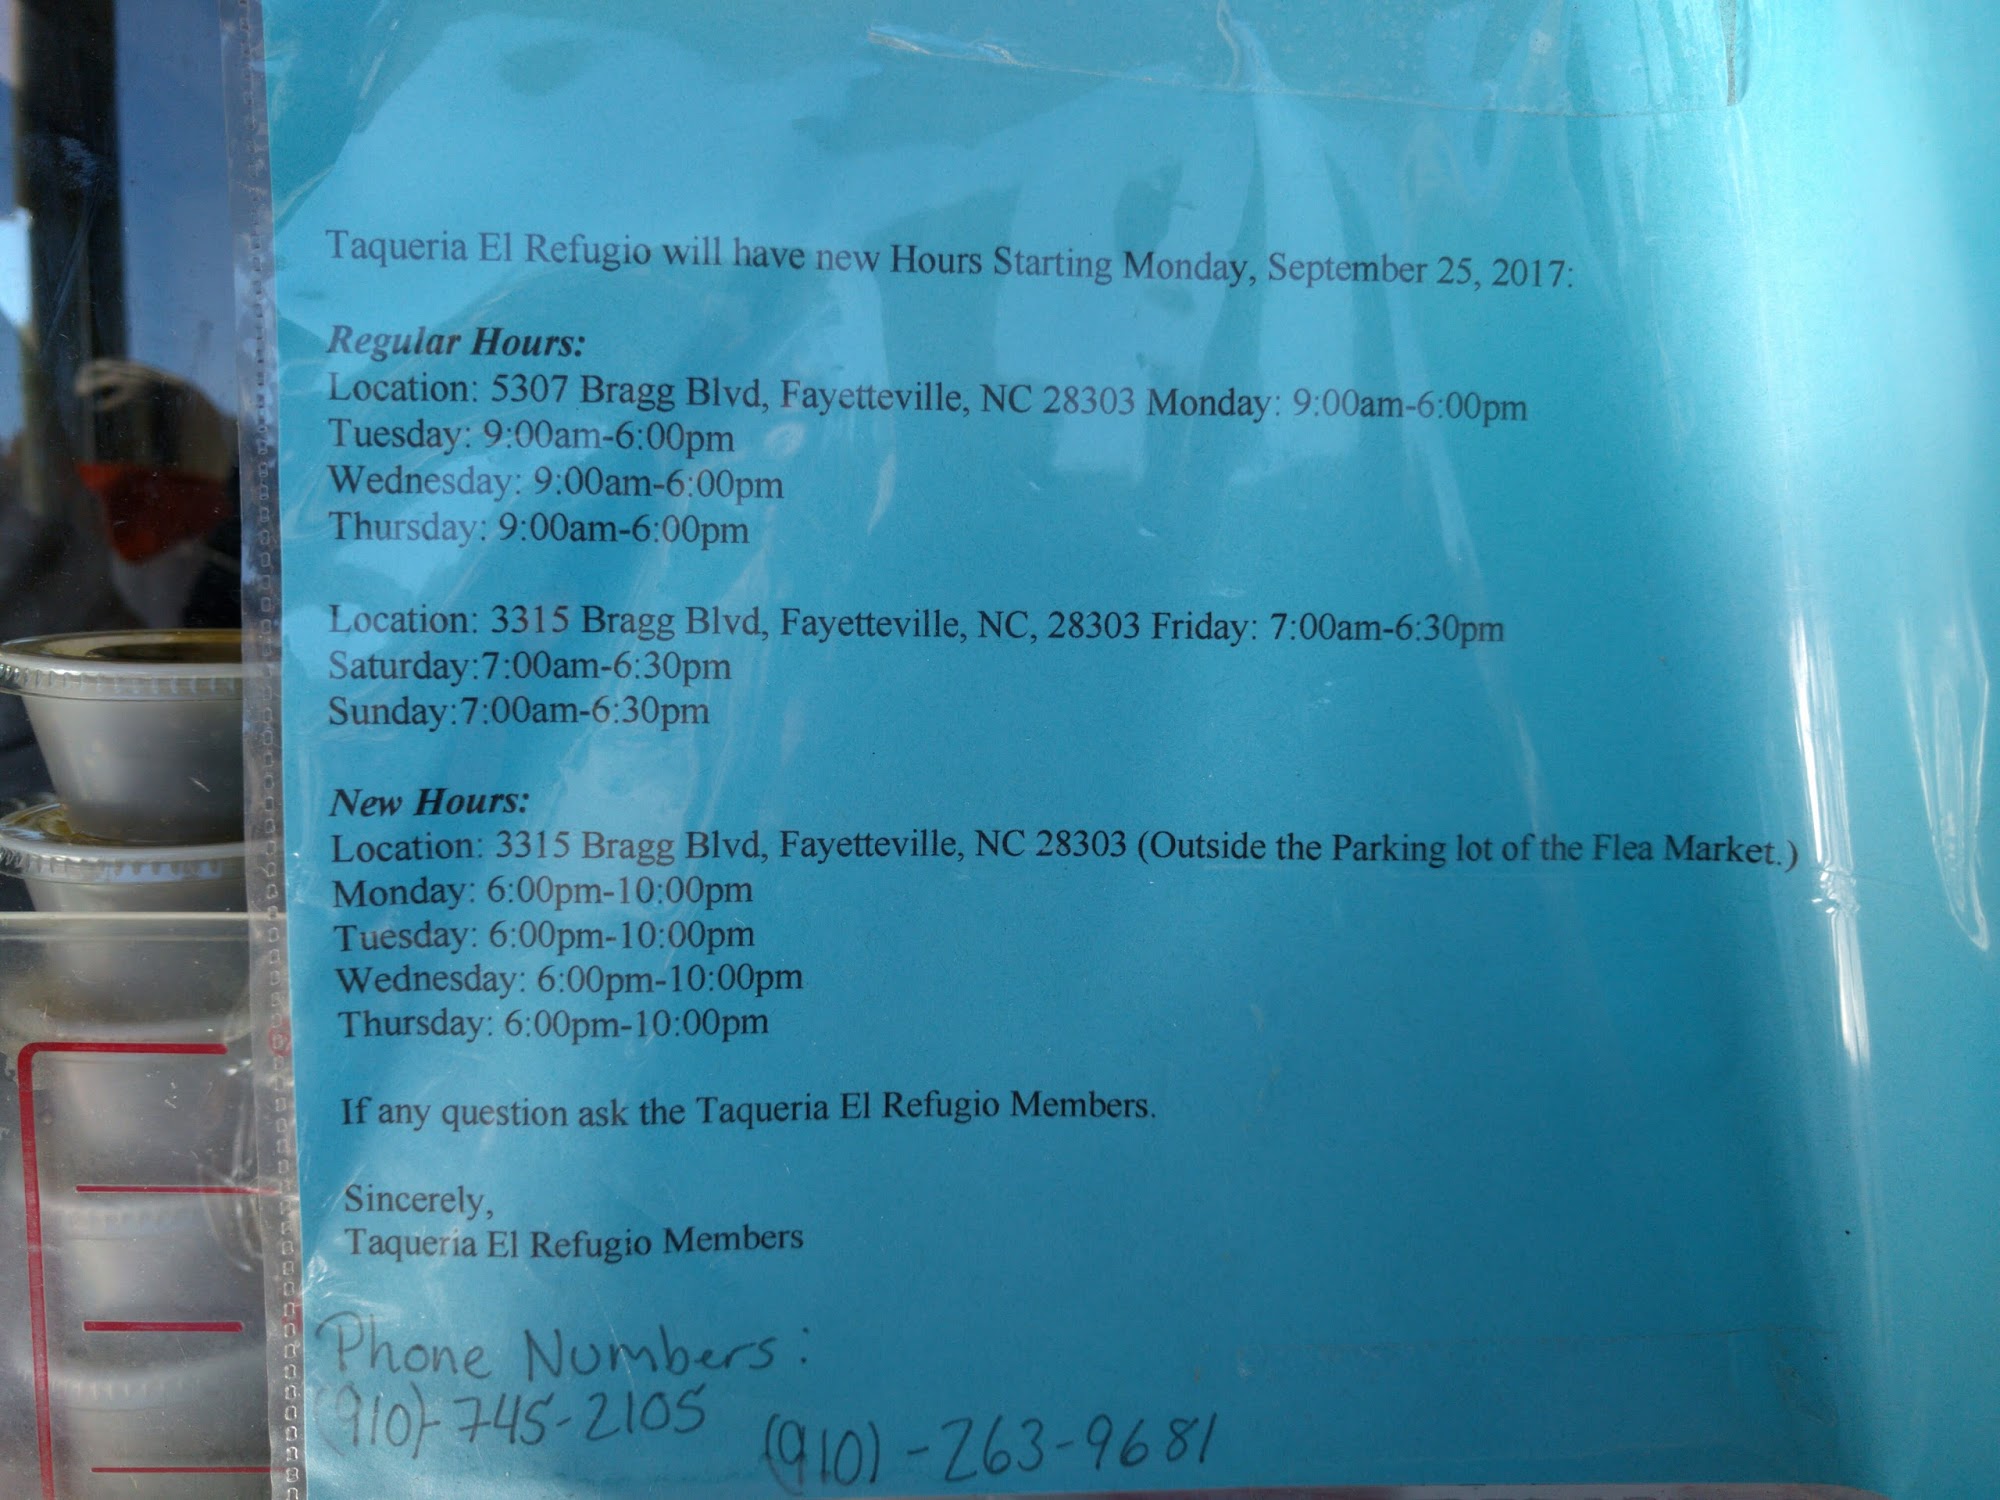 Taqueria El Refugio will have new Hours Starting Monday, September 25, 2017:
Regular Hours:
Location: 5307 Bragg Blvd, Fayetteville, NC 28303 Monday: 9:00am-6:00pm
Tuesday: 9:00am-6:00pm
Wednesday: 9:00am-6:00pm
Thursday: 9:00am-6:00pm
Location: 3315 Bragg Blvd, Fayetteville, NC, 28303 Friday: 7:00am-6:30pm
Saturday:7:00am-6:30pm
Sunday:7:00am-6:30pm
New Hours:
Location: 3315 Bragg Blvd, Fayetteville, NC 28303 (Outside the Parking lot of the Flea Market.)
Monday: 6:00pm-10:00pm
Tuesday: 6:00pm-10:00pm
Wednesday: 6:00pm-10:00pm
Thursday: 6:00pm-10:00pm
If any question ask the Taqueria El Refugio Members.
Sincerely,
Taqueria El Refugio Members
Phone Numbers:
(910)-745-2105
(910)-263-9681